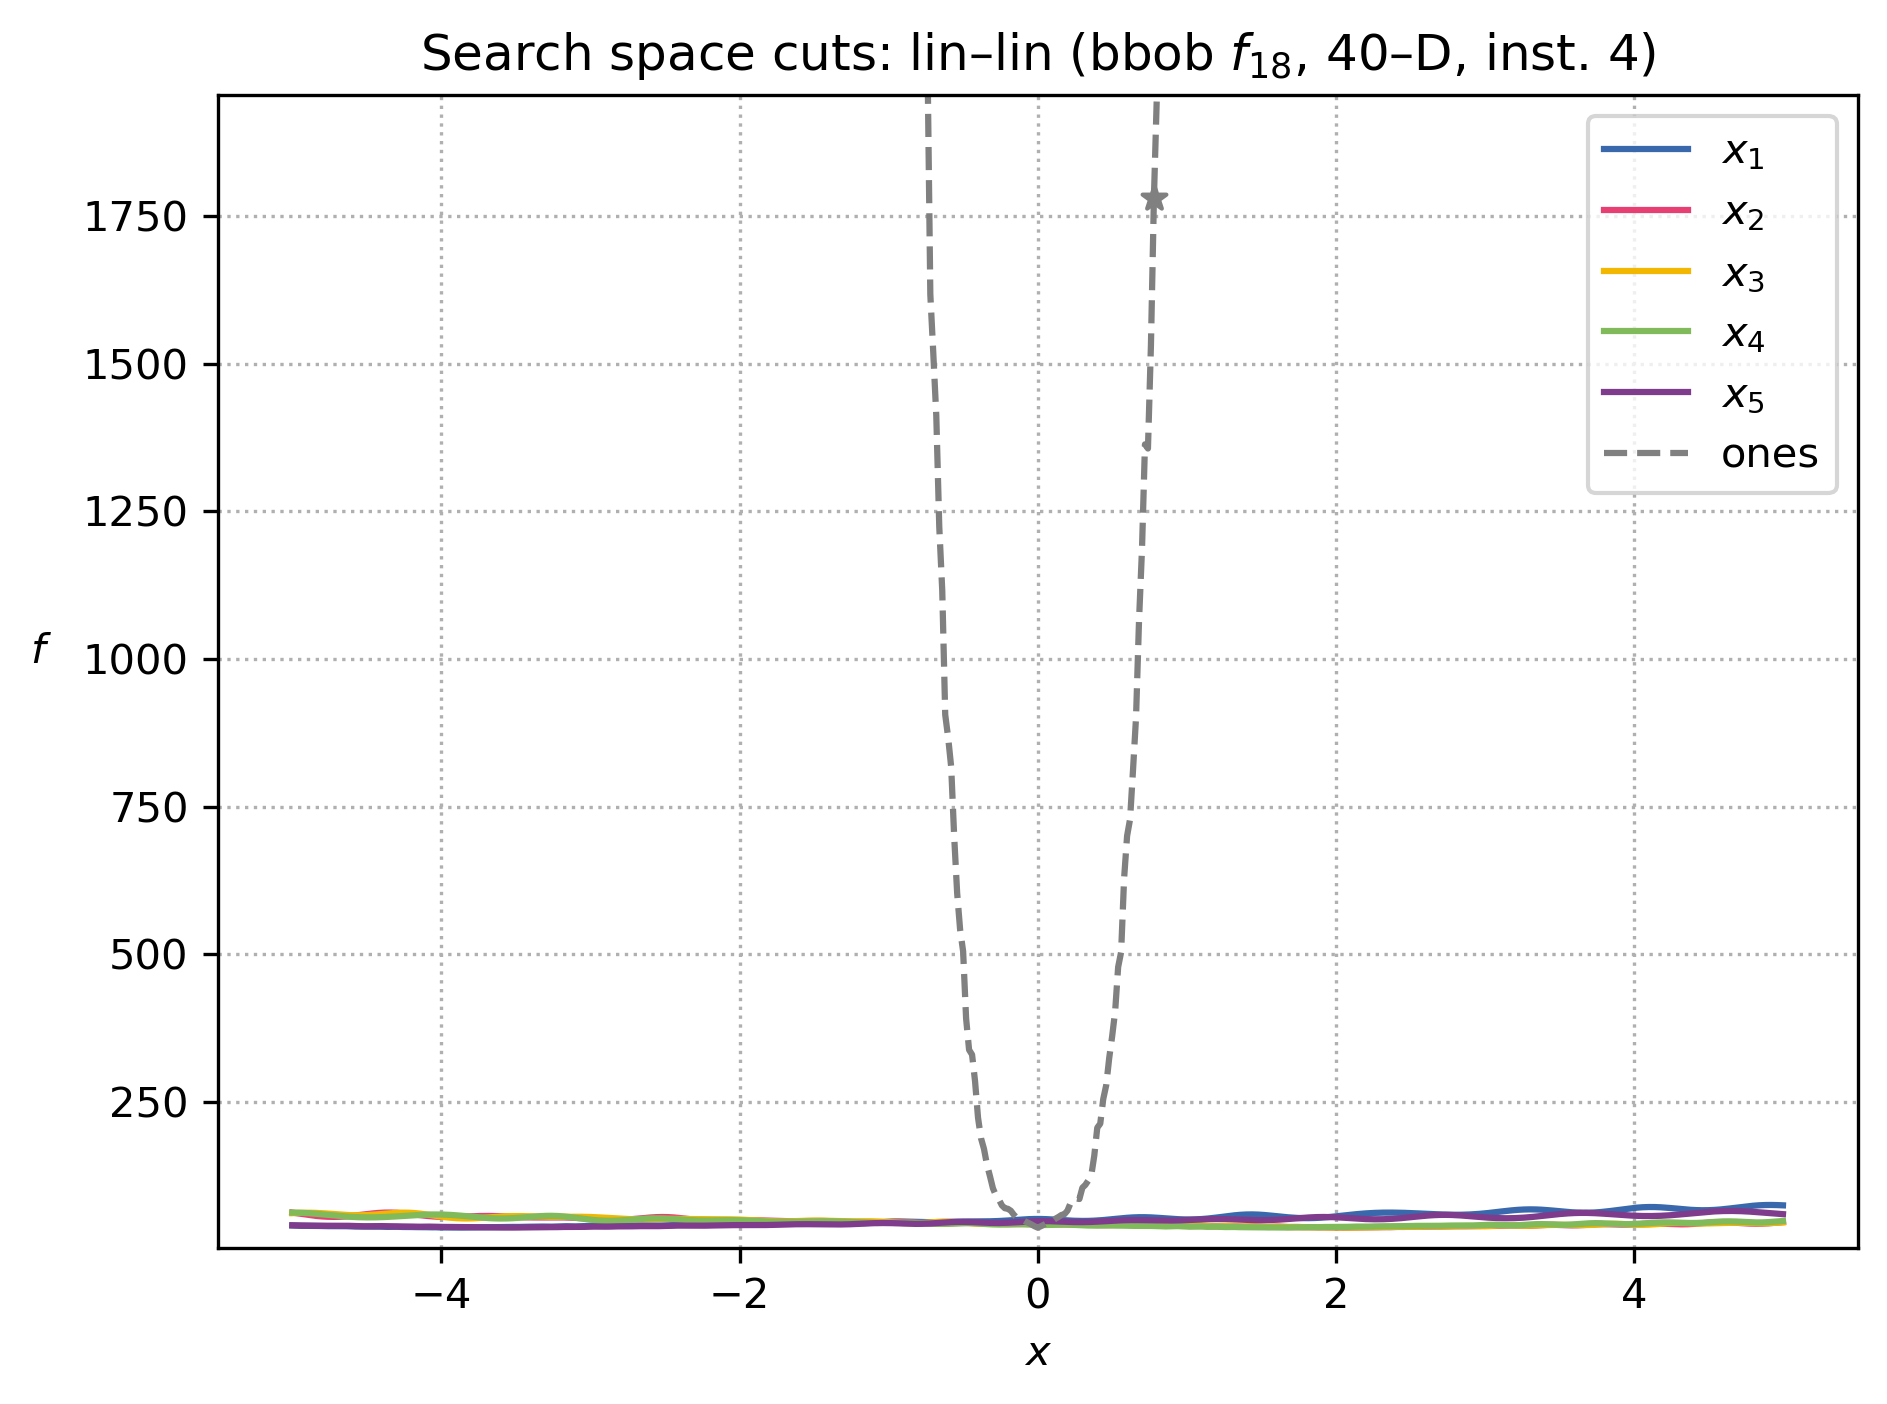 Search space cuts: lin–lin (bbob f18, 40–D, inst. 4)
x1
x2
x3
x4
x5
ones
1750
1500
1250
1000
750
500
250
f
−4
−2
0
2
4
x